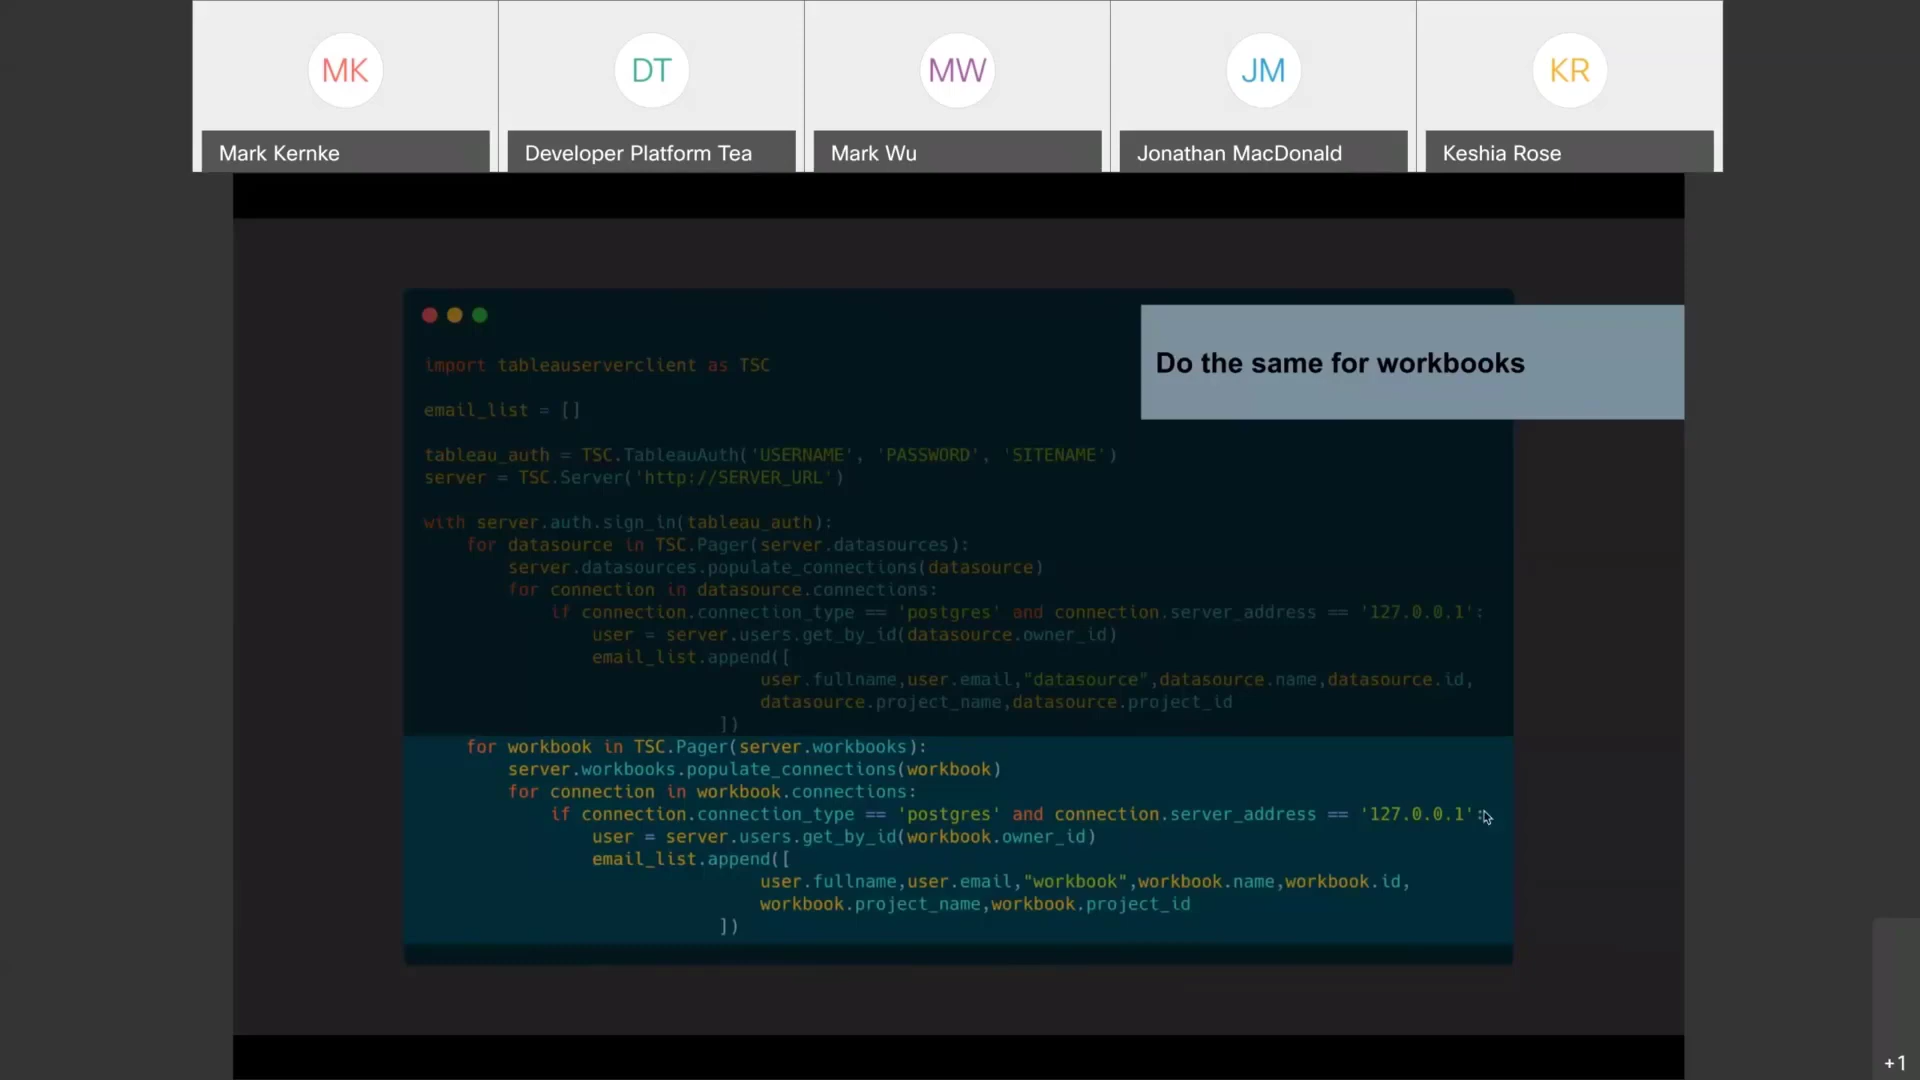 MK
DT
MW
JM
KR
Mark Kernke
Developer Platform Tea
Mark Wu
Jonathan MacDonald
Keshia Rose
Do the same for workbooks
import tableauserverclient as TSC
email_list = []
tableau_auth = TSC.TableauAuth('USERNAME', 'PASSWORD', 'SITENAME')
server = TSC.Server('http://SERVER_URL')
with server.auth.sign_in(tableau_auth):
    for datasource in TSC.Pager(server.datasources):
        server.datasources.populate_connections(datasource)
        for connection in datasource.connections:
            if connection.connection_type == 'postgres' and connection.server_address == '127.0.0.1':
                user = server.users.get_by_id(datasource.owner_id)
                email_list.append([
                                user.fullname,user.email,"datasource",datasource.name,datasource.id,
                                datasource.project_name,datasource.project_id
                            ])
    for workbook in TSC.Pager(server.workbooks):
        server.workbooks.populate_connections(workbook)
        for connection in workbook.connections:
            if connection.connection_type == 'postgres' and connection.server_address == '127.0.0.1':
                user = server.users.get_by_id(workbook.owner_id)
                email_list.append([
                                user.fullname,user.email,"workbook",workbook.name,workbook.id,
                                workbook.project_name,workbook.project_id
                            ])
+1